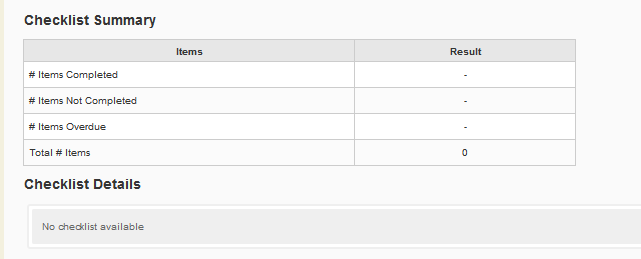 Checklist Summary
Items Result
# Items Completed -
# Items Not Completed -
# Items Overdue -
Total # Items 0
Checklist Details
No checklist available